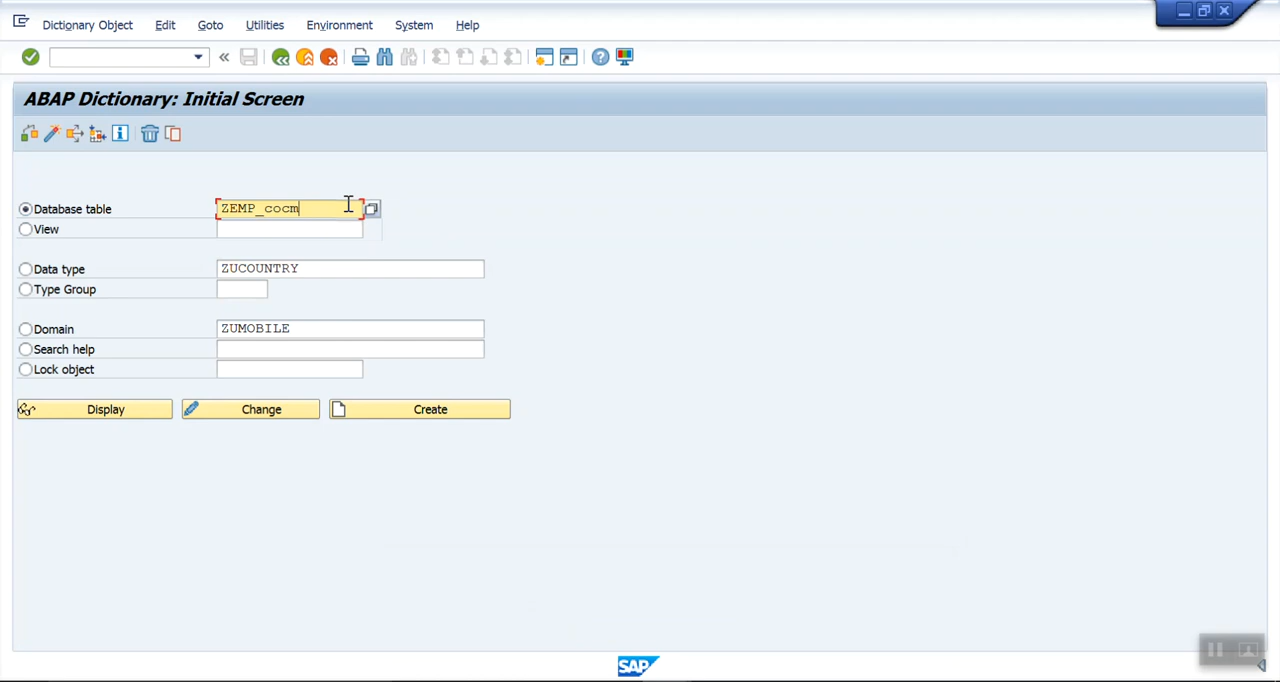 Dictionary Object Edit Goto Utilities Environment System Help
ABAP Dictionary: Initial Screen
Database table ZEMP_cocm
View
Data type ZUCOUNTRY
Type Group
Domain ZUMOBILE
Search help
Lock object
Display Change Create
SAP